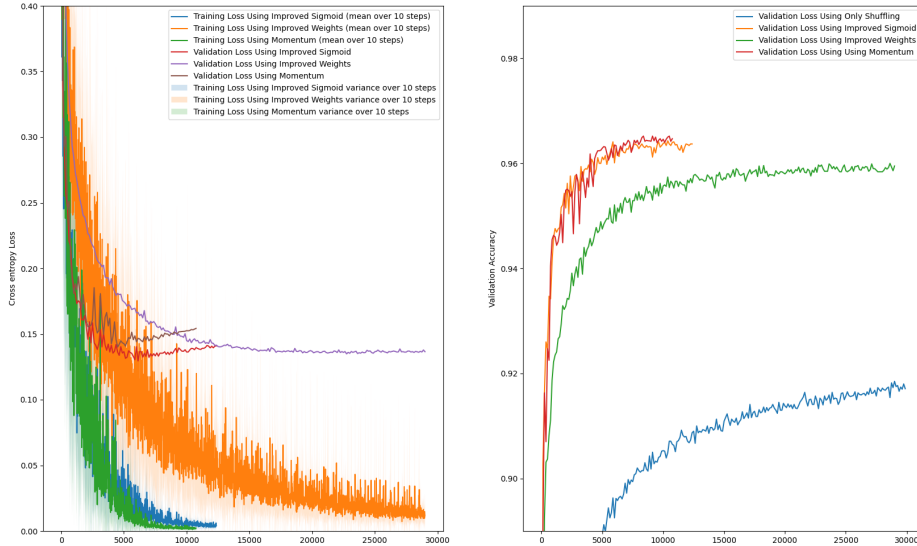 0.40
0.35
0.30
0.25
0.20
0.15
0.10
0.05
0.00
Cross entropy Loss
0
5000
10000
15000
20000
25000
30000
Training Loss Using Improved Sigmoid (mean over 10 steps)
Training Loss Using Improved Weights (mean over 10 steps)
Training Loss Using Momentum (mean over 10 steps)
Validation Loss Using Improved Sigmoid
Validation Loss Using Improved Weights
Validation Loss Using Momentum
Training Loss Using Improved Sigmoid variance over 10 steps
Training Loss Using Improved Weights variance over 10 steps
Training Loss Using Momentum variance over 10 steps
0.98
0.96
0.94
0.92
0.90
Validation Accuracy
0
5000
10000
15000
20000
25000
30000
Validation Loss Using Only Shuffling
Validation Loss Using Improved Sigmoid
Validation Loss Using Improved Weights
Validation Loss Using Using Momentum